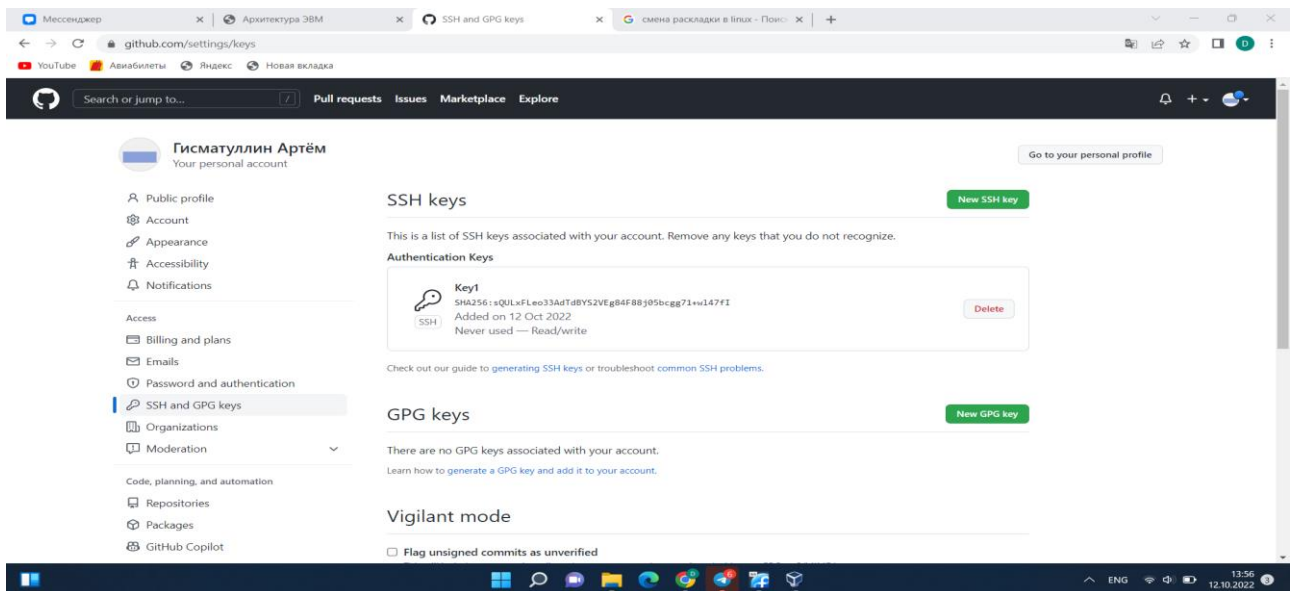 Мессенджер
Архитектура ЭВМ
SSH and GPG keys
смена раскладки в linux - Поис
github.com/settings/keys
YouTube Авиабилеты Яндекс Новая вкладка
Search or jump to... / Pull requests Issues Marketplace Explore
Гисматуллин Артём
Your personal account
Go to your personal profile
Public profile
Account
Appearance
Accessibility
Notifications
Access
Billing and plans
Emails
Password and authentication
SSH and GPG keys
Organizations
Moderation
Code, planning, and automation
Repositories
Packages
GitHub Copilot
SSH keys
New SSH key
This is a list of SSH keys associated with your account. Remove any keys that you do not recognize.
Authentication Keys
Key1
SHA256:sQULxFLeo33AdTdBYS2VEg84F88j05bcgg71+wl47fI
Added on 12 Oct 2022
Never used — Read/write
SSH
Delete
Check out our guide to generating SSH keys or troubleshoot common SSH problems.
GPG keys
New GPG key
There are no GPG keys associated with your account.
Learn how to generate a GPG key and add it to your account.
Vigilant mode
Flag unsigned commits as unverified
ENG
13:56
12.10.2022
3